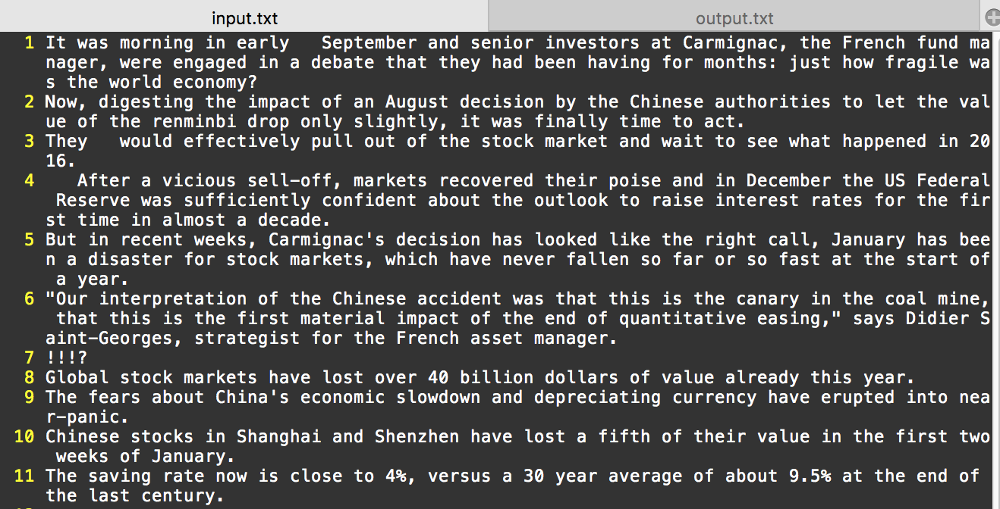 input.txt
output.txt
1 It was morning in early   September and senior investors at Carmignac, the French fund ma
nager, were engaged in a debate that they had been having for months: just how fragile wa
s the world economy?
2 Now, digesting the impact of an August decision by the Chinese authorities to let the val
ue of the renminbi drop only slightly, it was finally time to act.
3 They   would effectively pull out of the stock market and wait to see what happened in 20
16.
4    After a vicious sell-off, markets recovered their poise and in December the US Federal
 Reserve was sufficiently confident about the outlook to raise interest rates for the fir
st time in almost a decade.
5 But in recent weeks, Carmignac's decision has looked like the right call, January has bee
n a disaster for stock markets, which have never fallen so far or so fast at the start of
 a year.
6 "Our interpretation of the Chinese accident was that this is the canary in the coal mine,
 that this is the first material impact of the end of quantitative easing," says Didier S
aint-Georges, strategist for the French asset manager.
7 !!!?
8 Global stock markets have lost over 40 billion dollars of value already this year.
9 The fears about China's economic slowdown and depreciating currency have erupted into nea
r-panic.
10 Chinese stocks in Shanghai and Shenzhen have lost a fifth of their value in the first two
 weeks of January.
11 The saving rate now is close to 4%, versus a 30 year average of about 9.5% at the end of
the last century.